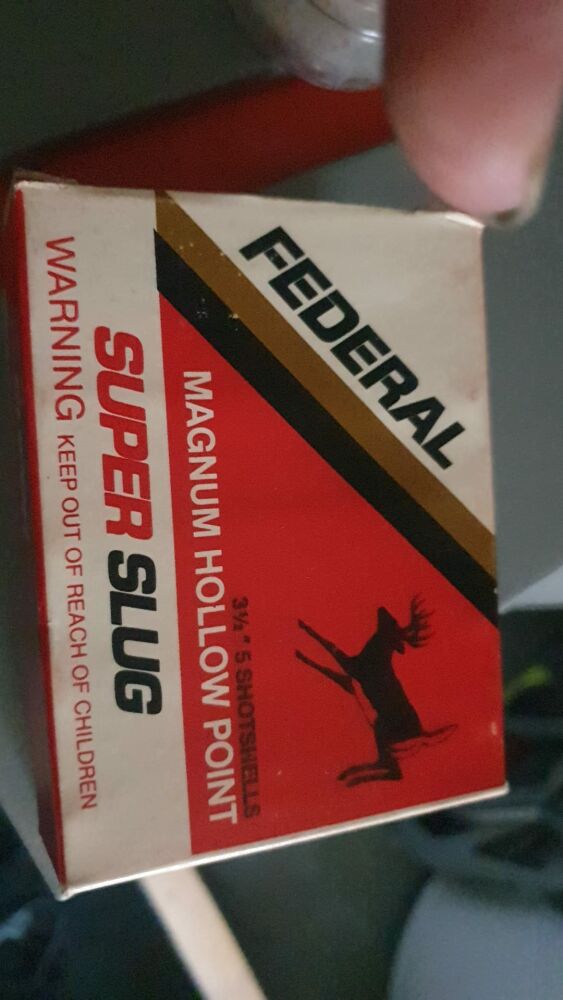 FEDERAL
3½" 5 SHOTSHELLS
MAGNUM HOLLOW POINT
SUPER SLUG
WARNING KEEP OUT OF REACH OF CHILDREN